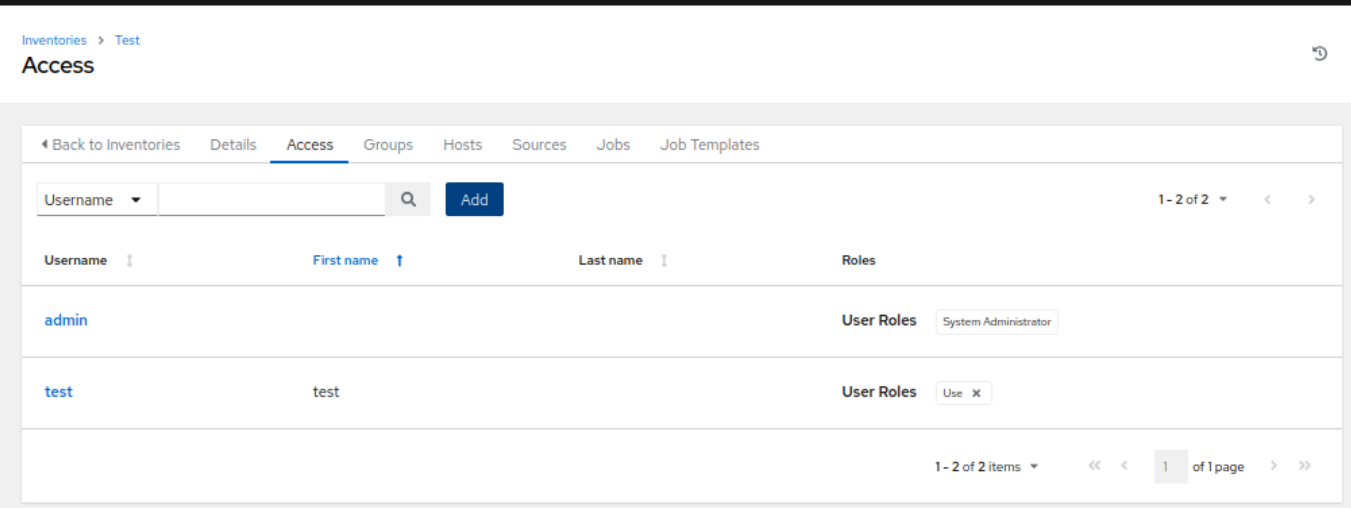 Inventories > Test
Access
Back to Inventories Details Access Groups Hosts Sources Jobs Job Templates
Username Add 1 - 2 of 2
Username First name Last name Roles
admin User Roles System Administrator
test test User Roles Use
1 - 2 of 2 items 1 of 1 page